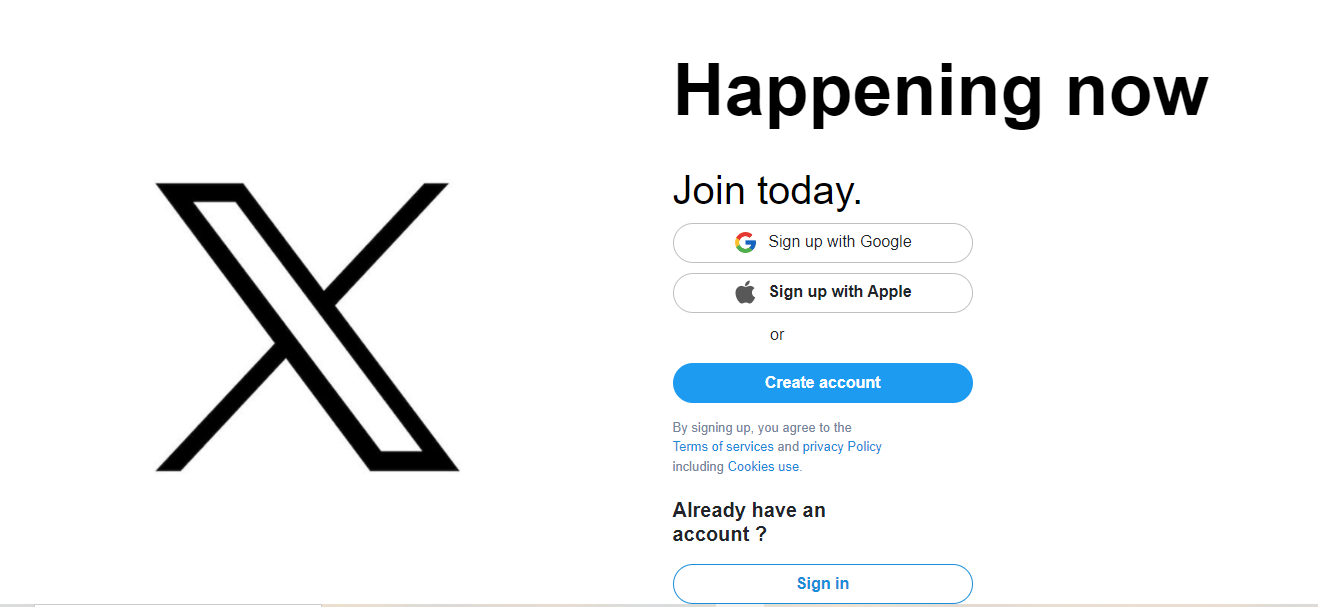 Happening now
Join today.
Sign up with Google
Sign up with Apple
or
Create account
By signing up, you agree to the
Terms of services and privacy Policy
including Cookies use.
Already have an
account ?
Sign in